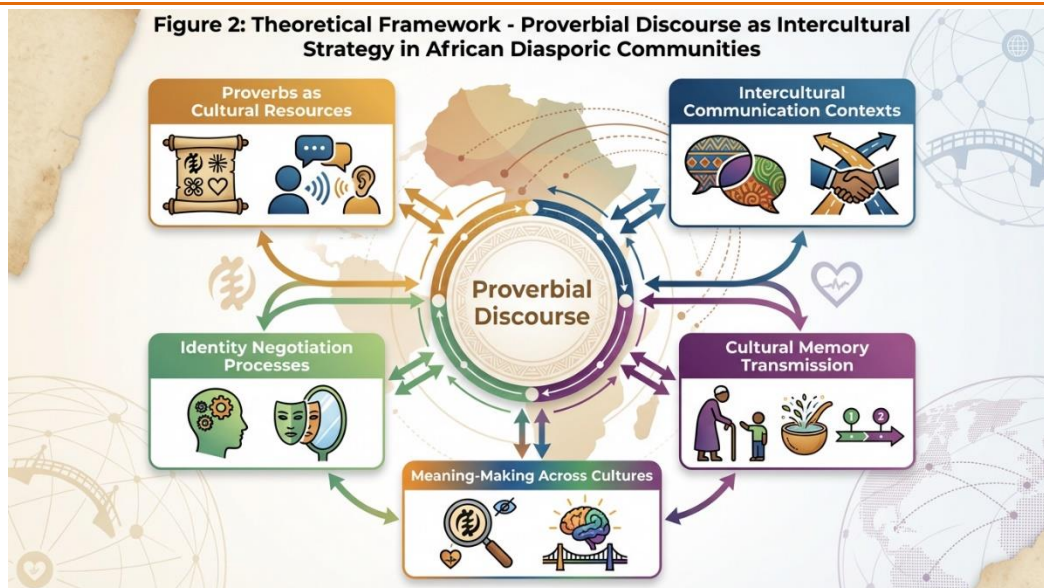 Figure 2: Theoretical Framework - Proverbial Discourse as Intercultural
Strategy in African Diasporic Communities
Proverbs as
Cultural Resources
Intercultural
Communication Contexts
Proverbial
Discourse
Identity Negotiation
Processes
Cultural Memory
Transmission
1 2
Meaning-Making Across Cultures